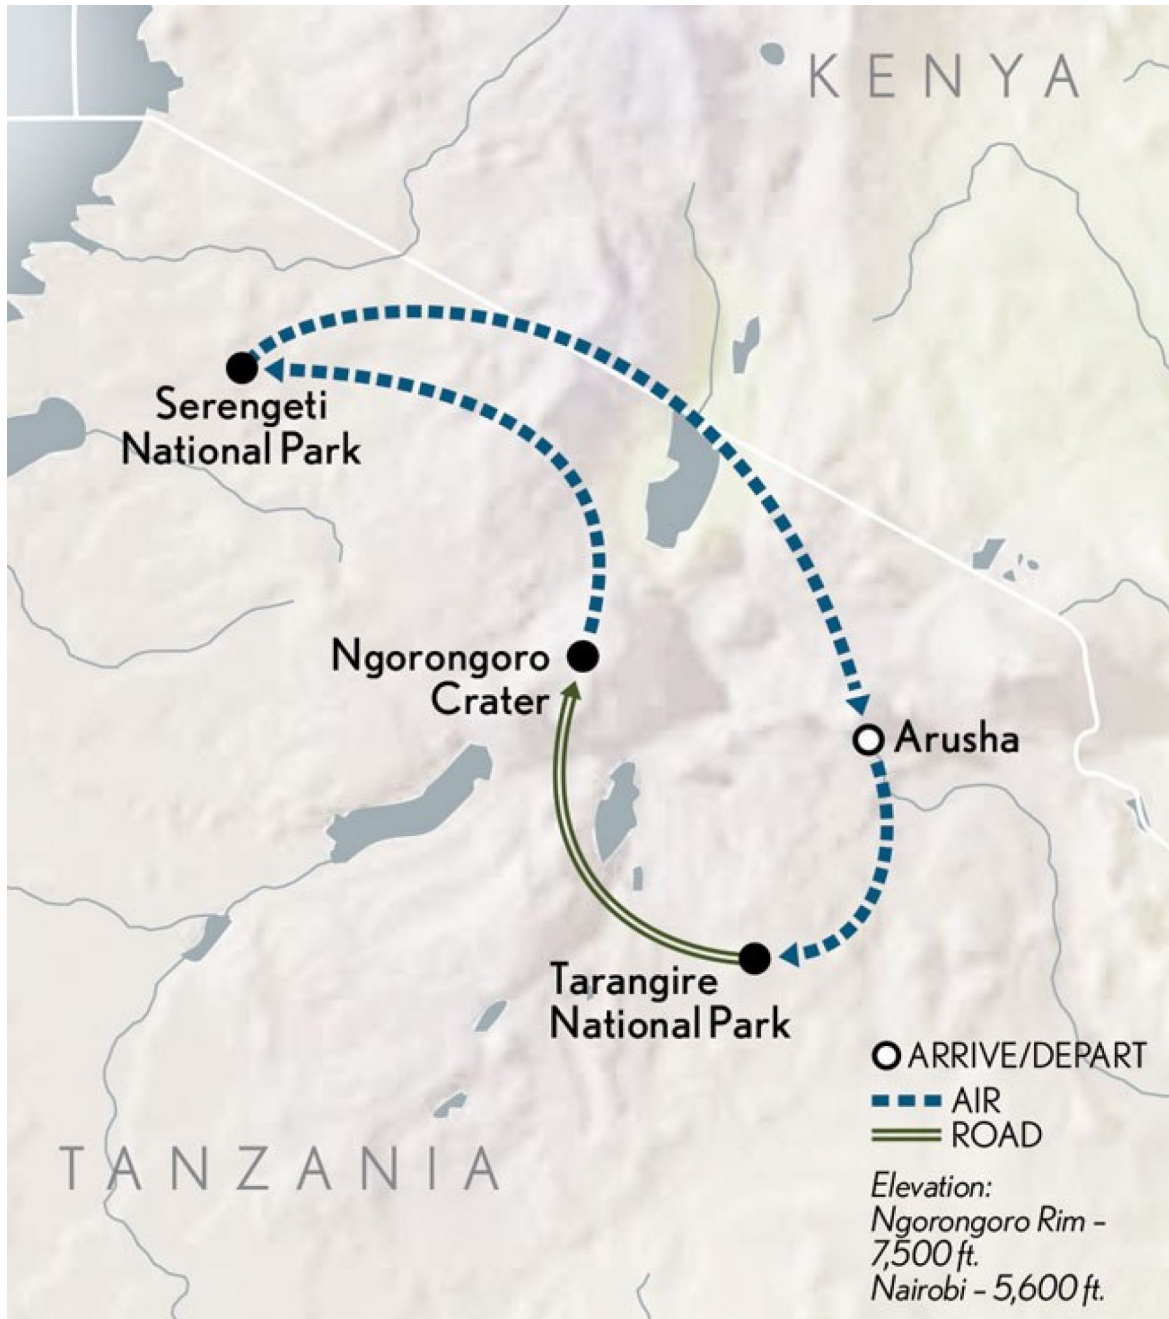 KENYA
Serengeti
National Park
Ngorongoro
Crater
Arusha
Tarangire
National Park
ARRIVE/DEPART
AIR
ROAD
TANZANIA
Elevation:
Ngorongoro Rim –
7,500 ft.
Nairobi – 5,600 ft.